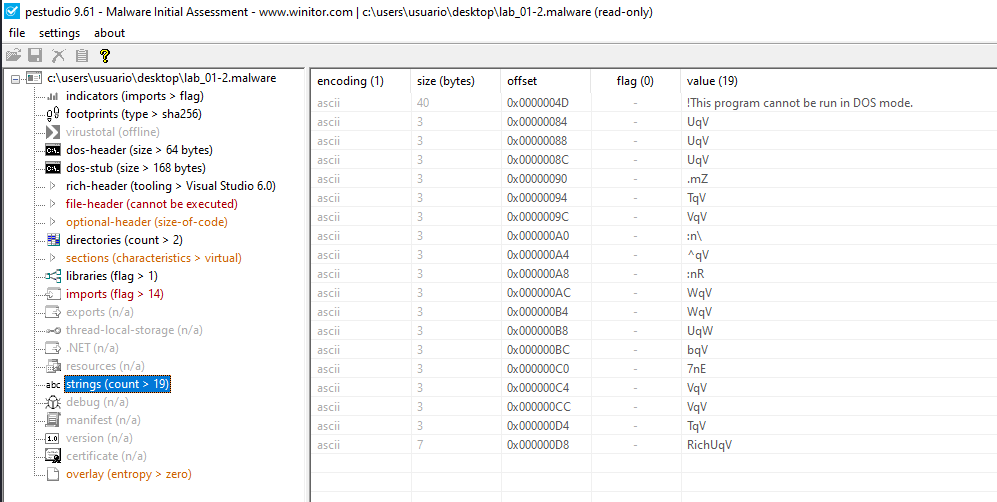 pestudio 9.61 - Malware Initial Assessment - www.winitor.com | c:\users\usuario\desktop\lab_01-2.malware (read-only)
file settings about
c:\users\usuario\desktop\lab_01-2.malware
indicators (imports > flag)
footprints (type > sha256)
virustotal (offline)
dos-header (size > 64 bytes)
dos-stub (size > 168 bytes)
rich-header (tooling > Visual Studio 6.0)
file-header (cannot be executed)
optional-header (size-of-code)
directories (count > 2)
sections (characteristics > virtual)
libraries (flag > 1)
imports (flag > 14)
exports (n/a)
thread-local-storage (n/a)
.NET (n/a)
resources (n/a)
abc strings (count > 19)
debug (n/a)
manifest (n/a)
1.0 version (n/a)
certificate (n/a)
overlay (entropy > zero)
encoding (1) size (bytes) offset flag (0) value (19)
ascii 40 0x0000004D - !This program cannot be run in DOS mode.
ascii 3 0x00000084 - UqV
ascii 3 0x00000088 - UqV
ascii 3 0x0000008C - UqV
ascii 3 0x00000090 - .mZ
ascii 3 0x00000094 - TqV
ascii 3 0x0000009C - VqV
ascii 3 0x000000A0 - :n\
ascii 3 0x000000A4 - ^qV
ascii 3 0x000000A8 - :nR
ascii 3 0x000000AC - WqV
ascii 3 0x000000B4 - WqV
ascii 3 0x000000B8 - UqW
ascii 3 0x000000BC - bqV
ascii 3 0x000000C0 - 7nE
ascii 3 0x000000C4 - VqV
ascii 3 0x000000CC - VqV
ascii 3 0x000000D4 - TqV
ascii 7 0x000000D8 - RichUqV